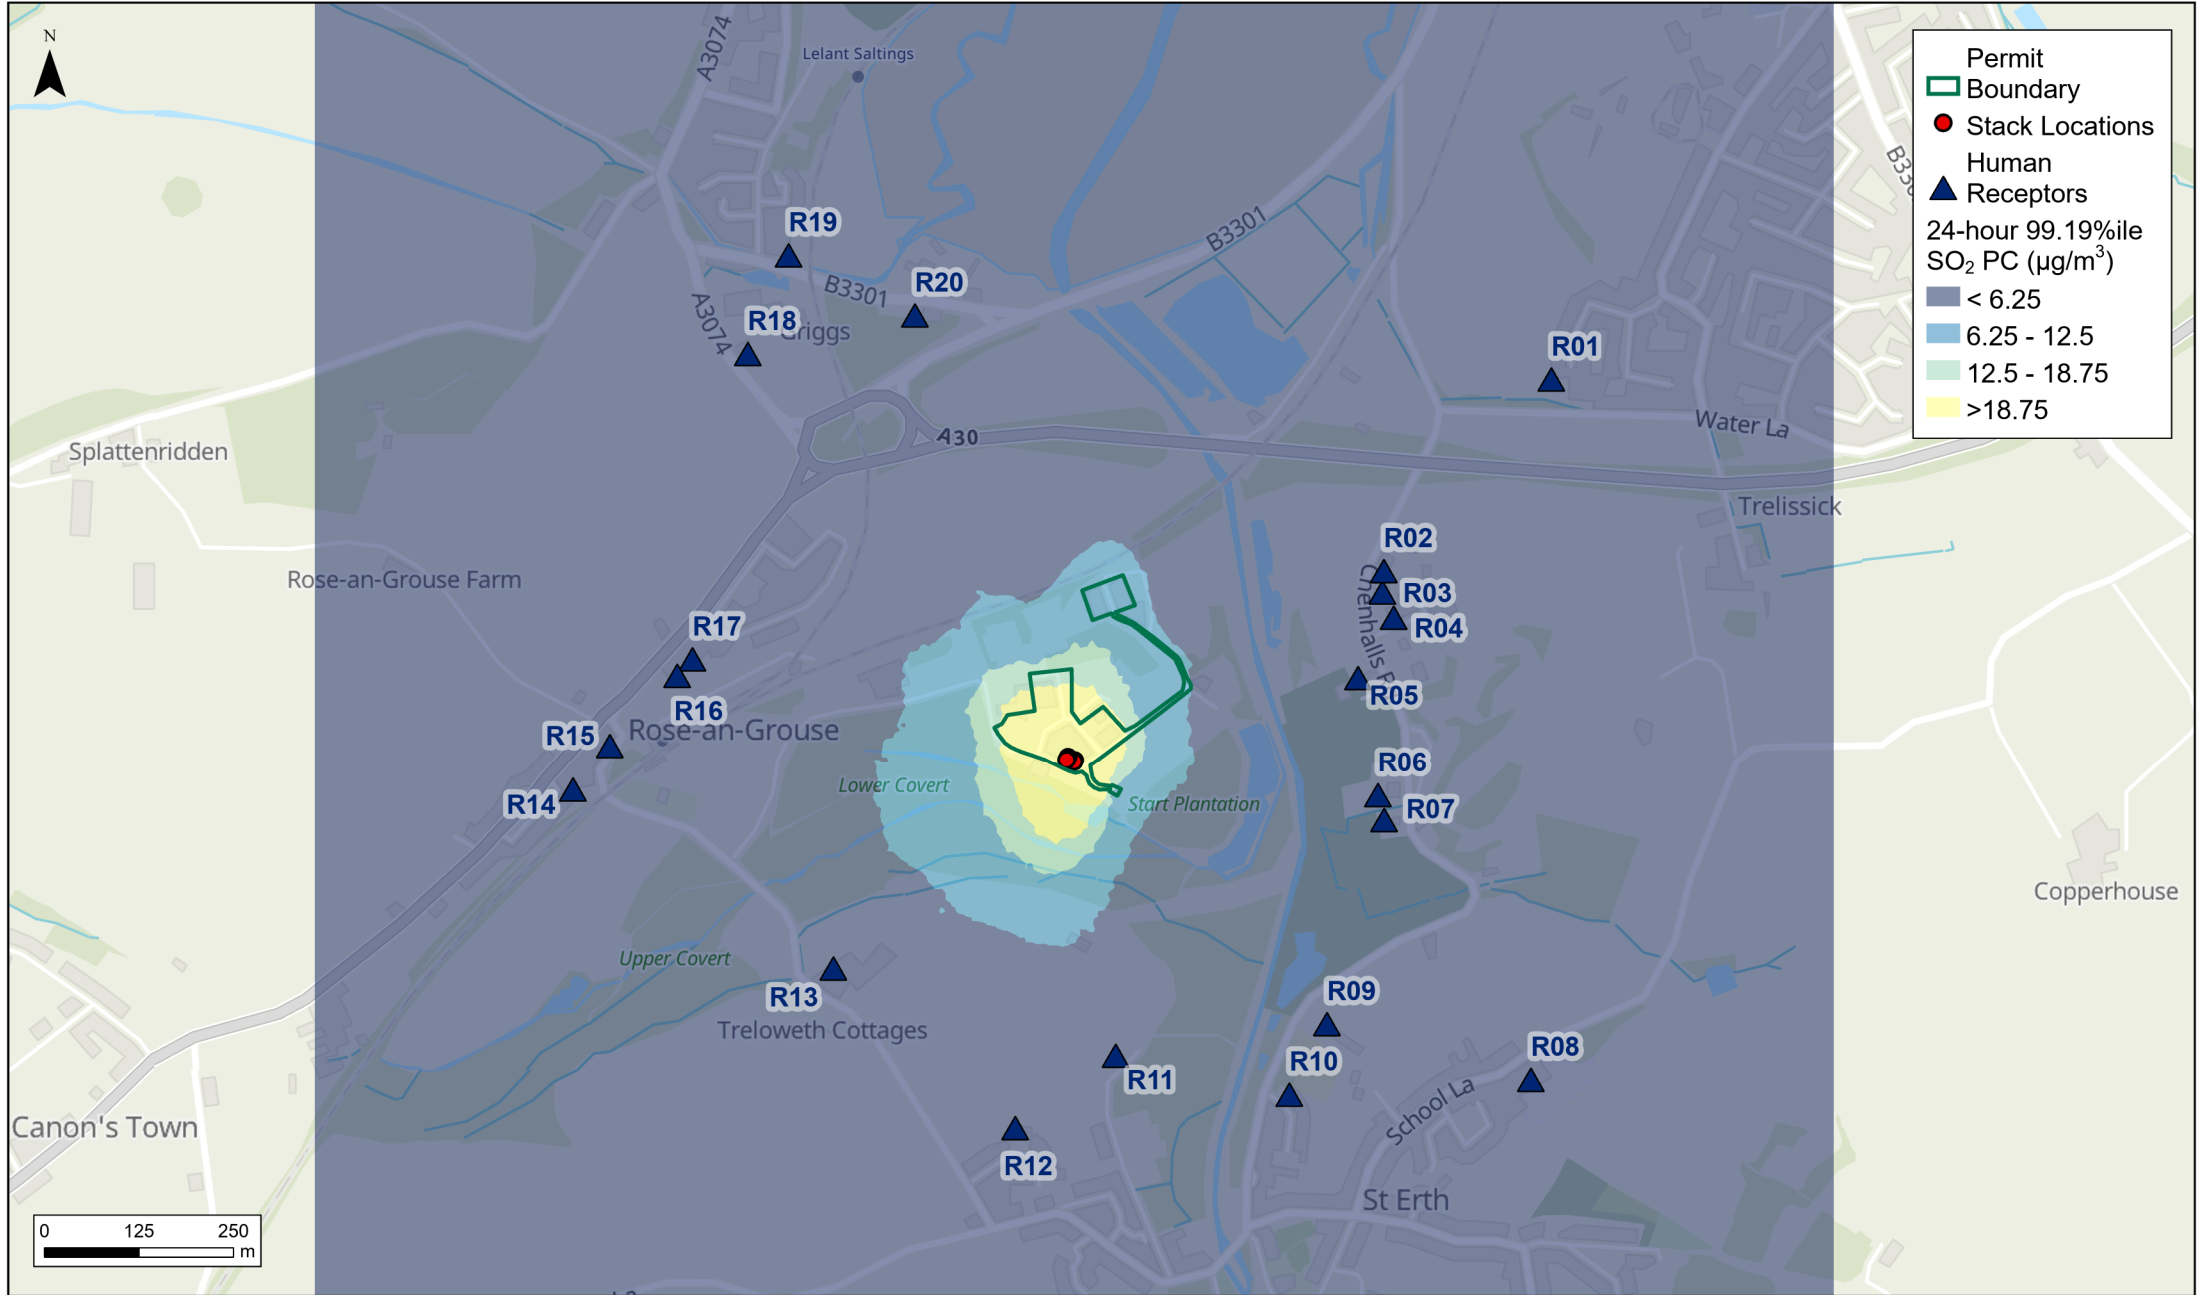 N
A3074
Lelant Saltings
B3301
B33
Permit
Boundary
Stack Locations
Human
Receptors
24-hour 99.19%ile
SO₂ PC (µg/m³)
< 6.25
6.25 - 12.5
12.5 - 18.75
>18.75
R19
R20
B3301
A3074
R18
Griggs
R01
Water La
A30
Splattenridden
Trelissick
Rose-an-Grouse Farm
R02
R03
R04
Chenhalls R
R05
R17
R16
Rose-an-Grouse
R15
R14
Lower Covert
Start Plantation
R06
R07
Copperhouse
Upper Covert
R13
Treloweth Cottages
R09
R10
R11
R08
School La
R12
Canon's Town
St Erth
0 125 250
m